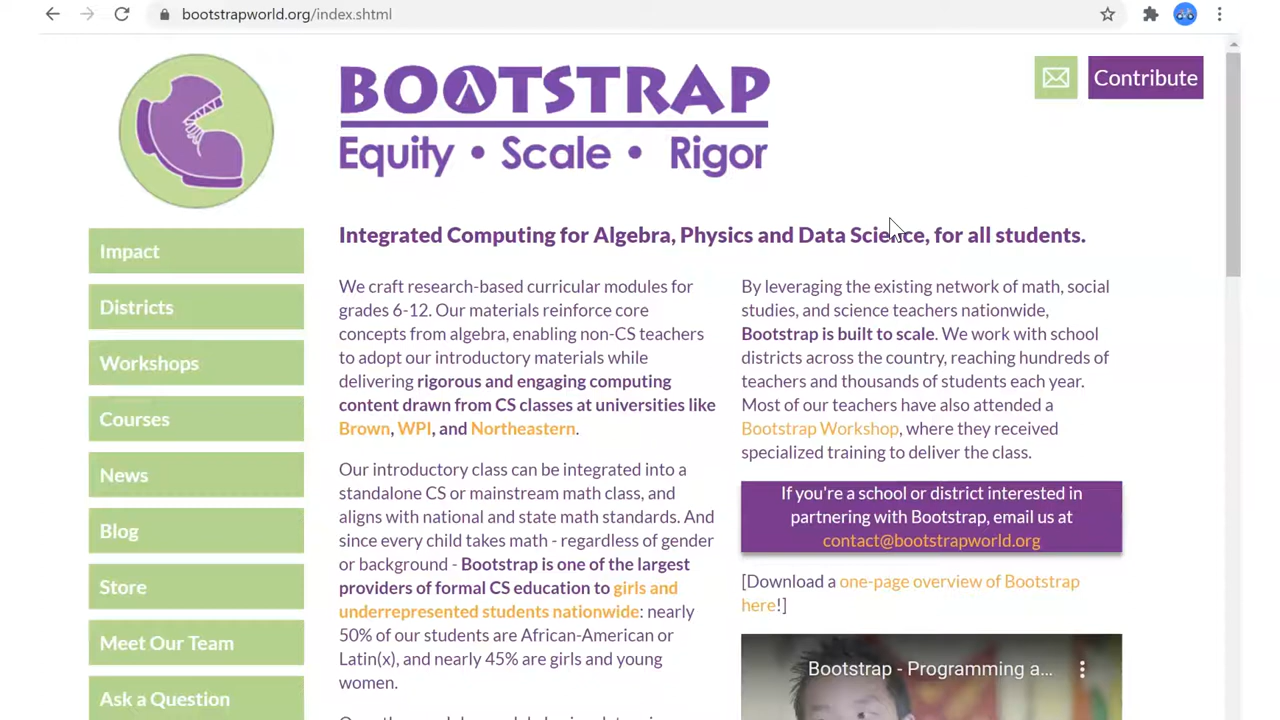 bootstrapworld.org/index.shtml
BOOTSTRAP
Equity • Scale • Rigor
Contribute
Impact
Districts
Workshops
Courses
News
Blog
Store
Meet Our Team
Ask a Question
Integrated Computing for Algebra, Physics and Data Science, for all students.
We craft research-based curricular modules for
grades 6-12. Our materials reinforce core
concepts from algebra, enabling non-CS teachers
to adopt our introductory materials while
delivering rigorous and engaging computing
content drawn from CS classes at universities like
Brown, WPI, and Northeastern.
Our introductory class can be integrated into a
standalone CS or mainstream math class, and
aligns with national and state math standards. And
since every child takes math - regardless of gender
or background - Bootstrap is one of the largest
providers of formal CS education to girls and
underrepresented students nationwide: nearly
50% of our students are African-American or
Latin(x), and nearly 45% are girls and young
women.
By leveraging the existing network of math, social
studies, and science teachers nationwide,
Bootstrap is built to scale. We work with school
districts across the country, reaching hundreds of
teachers and thousands of students each year.
Most of our teachers have also attended a
Bootstrap Workshop, where they received
specialized training to deliver the class.
If you're a school or district interested in
partnering with Bootstrap, email us at
contact@bootstrapworld.org
[Download a one-page overview of Bootstrap
here!]
Bootstrap - Programming a...